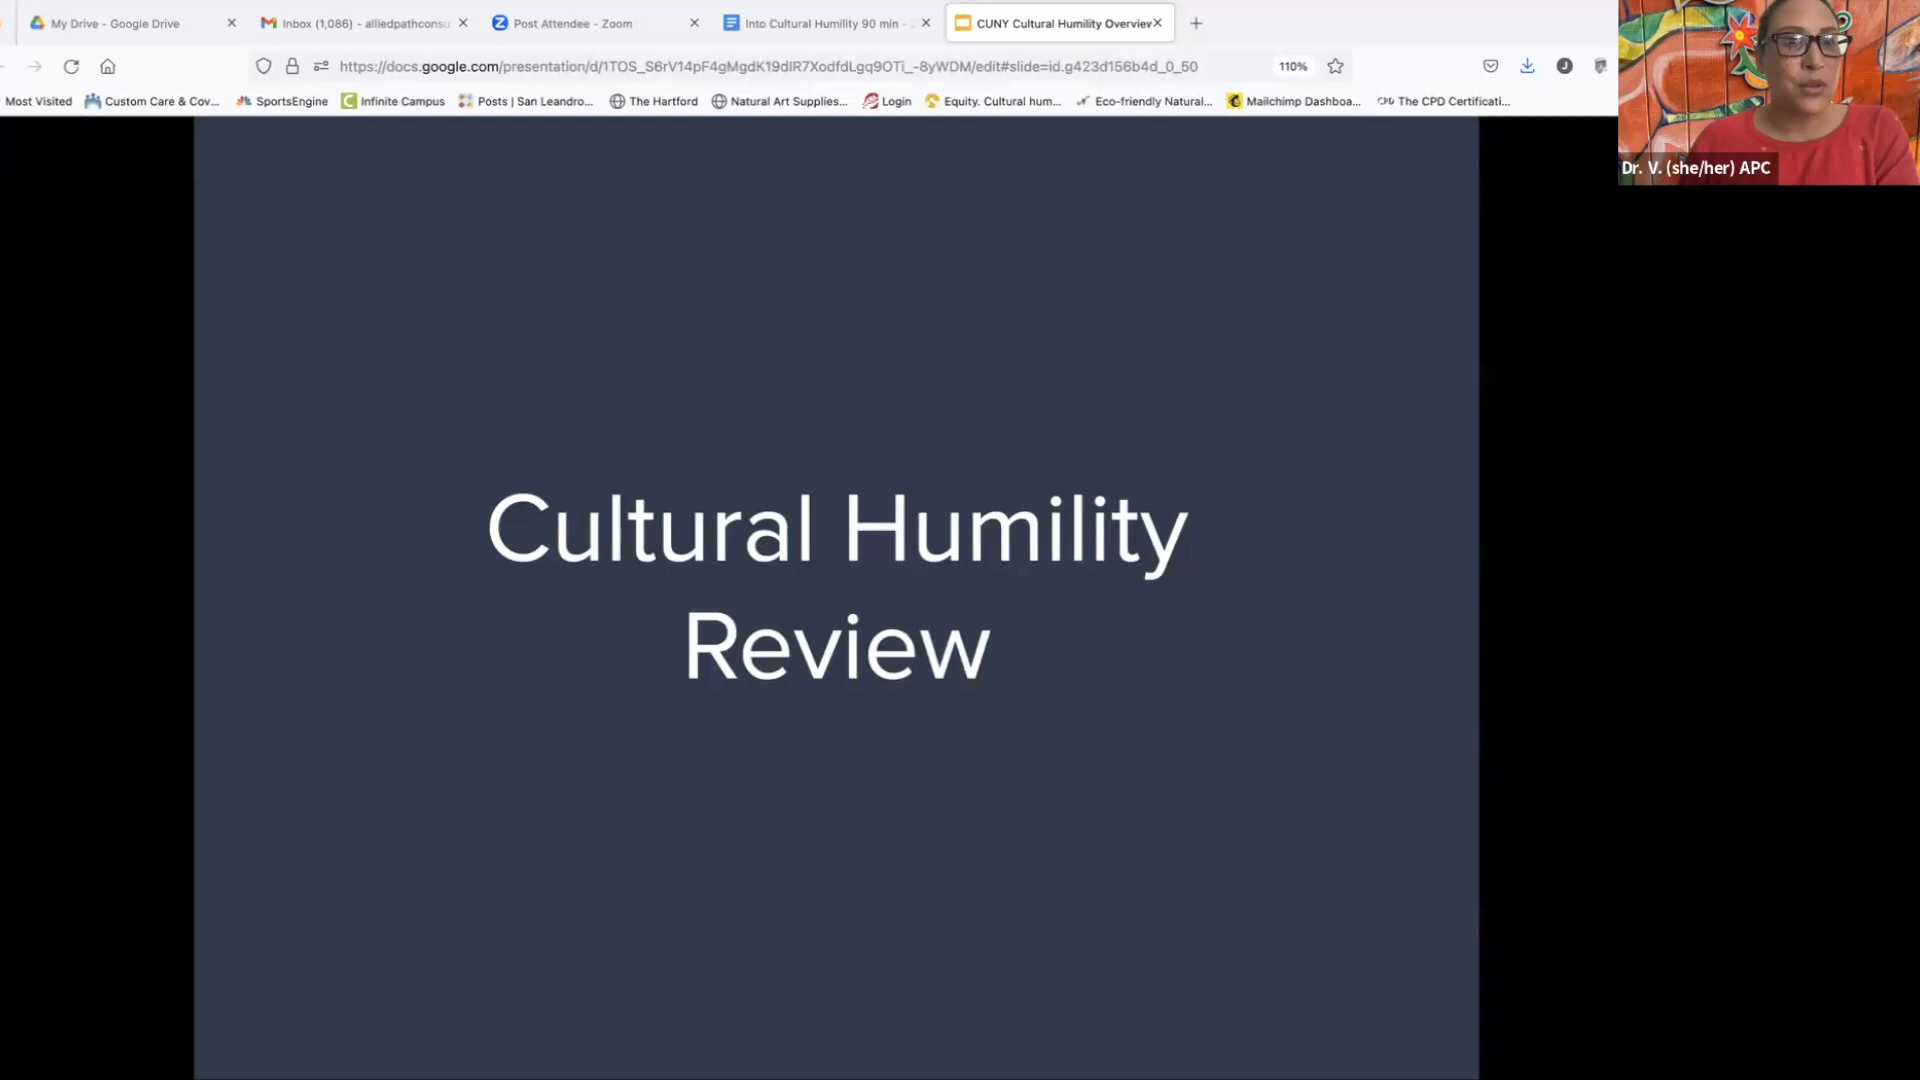 My Drive - Google Drive
Inbox (1,086) - alliedpathconsu
Post Attendee - Zoom
Into Cultural Humility 90 min -
CUNY Cultural Humility Overview
https://docs.google.com/presentation/d/1TOS_S6rV14pF4gMgdK19dIR7XodfdLgq9OTi_-8yWDM/edit#slide=id.g423d156b4d_0_50
110%
J
Most Visited
Custom Care & Cov...
SportsEngine
Infinite Campus
Posts | San Leandro...
The Hartford
Natural Art Supplies...
Login
Equity. Cultural hum...
Eco-friendly Natural...
Mailchimp Dashboa...
CPD The CPD Certificati...
Dr. V. (she/her) APC
Cultural Humility
Review